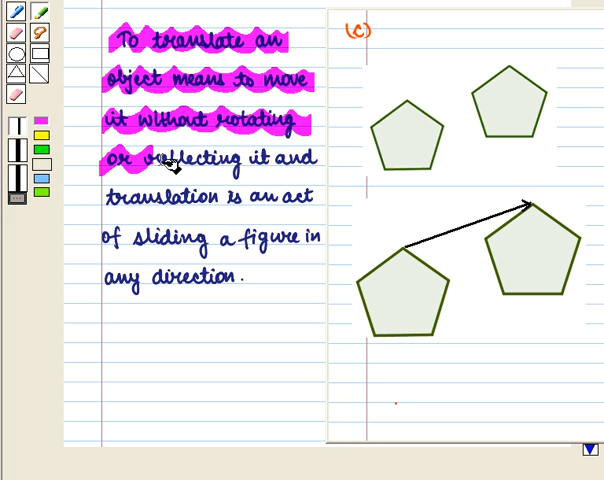 To translate an
object means to move
it without rotating
or reflecting it and
translation is an act
of sliding a figure in
any direction.
(C)